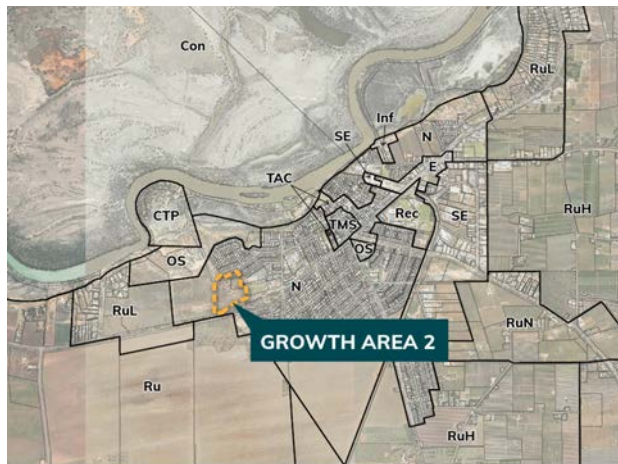 Con
RuL
Inf
SE
N
TAC
E
CTP
TMS
Rec
SE
RuH
OS
OS
N
RuL
RuN
GROWTH AREA 2
Ru
RuH